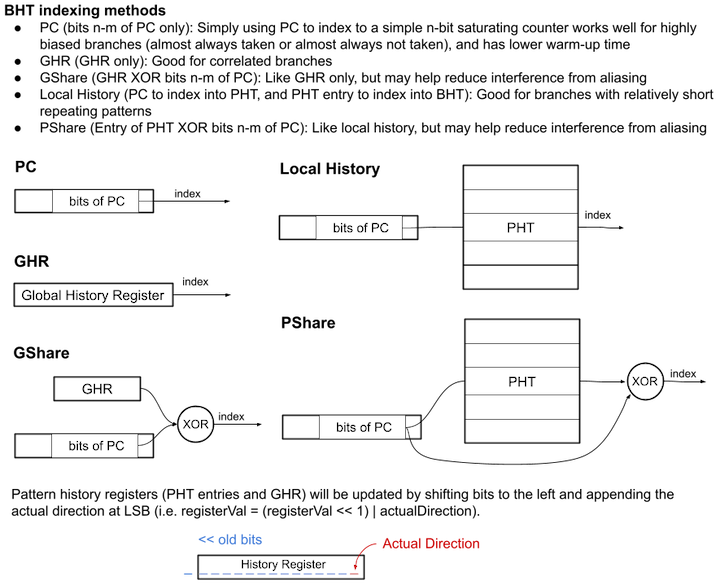 BHT indexing methods
● PC (bits n-m of PC only): Simply using PC to index to a simple n-bit saturating counter works well for highly
biased branches (almost always taken or almost always not taken), and has lower warm-up time
● GHR (GHR only): Good for correlated branches
● GShare (GHR XOR bits n-m of PC): Like GHR only, but may help reduce interference from aliasing
● Local History (PC to index into PHT, and PHT entry to index into BHT): Good for branches with relatively short
repeating patterns
● PShare (Entry of PHT XOR bits n-m of PC): Like local history, but may help reduce interference from aliasing
PC
bits of PC
index
Local History
bits of PC
PHT
index
GHR
Global History Register
index
GShare
GHR
bits of PC
XOR
index
PShare
bits of PC
PHT
XOR
index
Pattern history registers (PHT entries and GHR) will be updated by shifting bits to the left and appending the
actual direction at LSB (i.e. registerVal = (registerVal << 1) | actualDirection).
<< old bits
Actual Direction
History Register